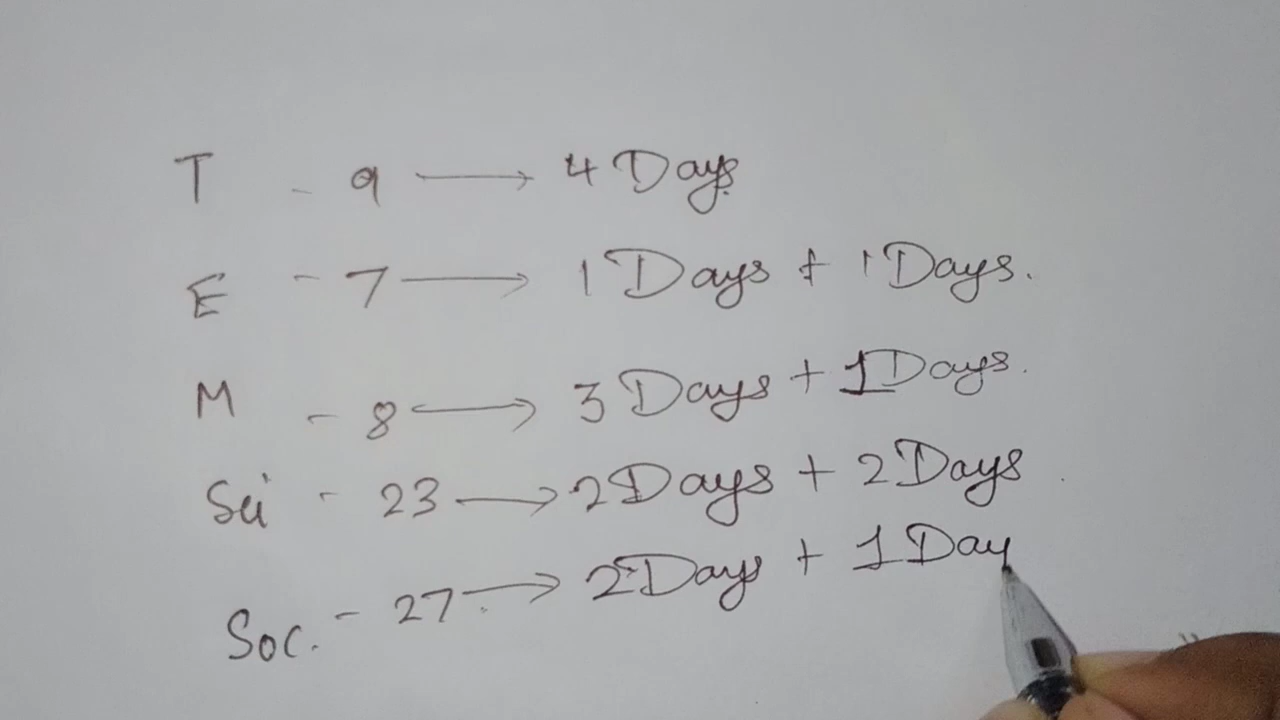 T - 9 → 4 Days
E - 7 → 1 Days + 1 Days.
M - 8 → 3 Days + 1 Days.
Sci - 23 → 2 Days + 2 Days
Soc. - 27 → 2 Days + 1 Day